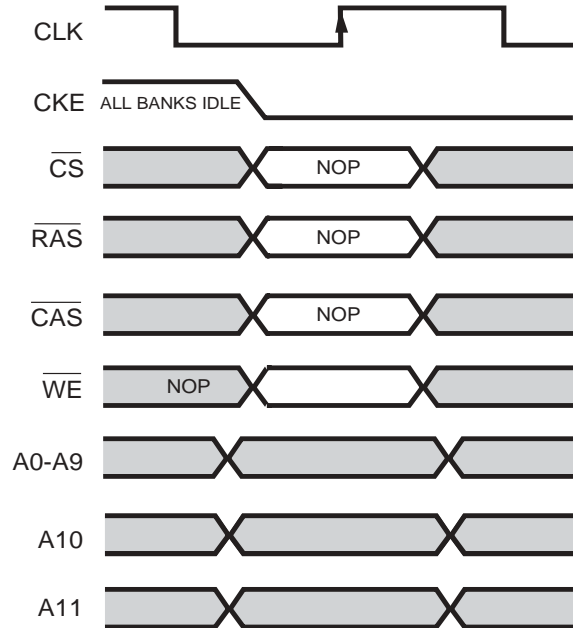 CLK
CKE ALL BANKS IDLE
CS NOP
RAS NOP
CAS NOP
WE NOP
A0-A9
A10
A11